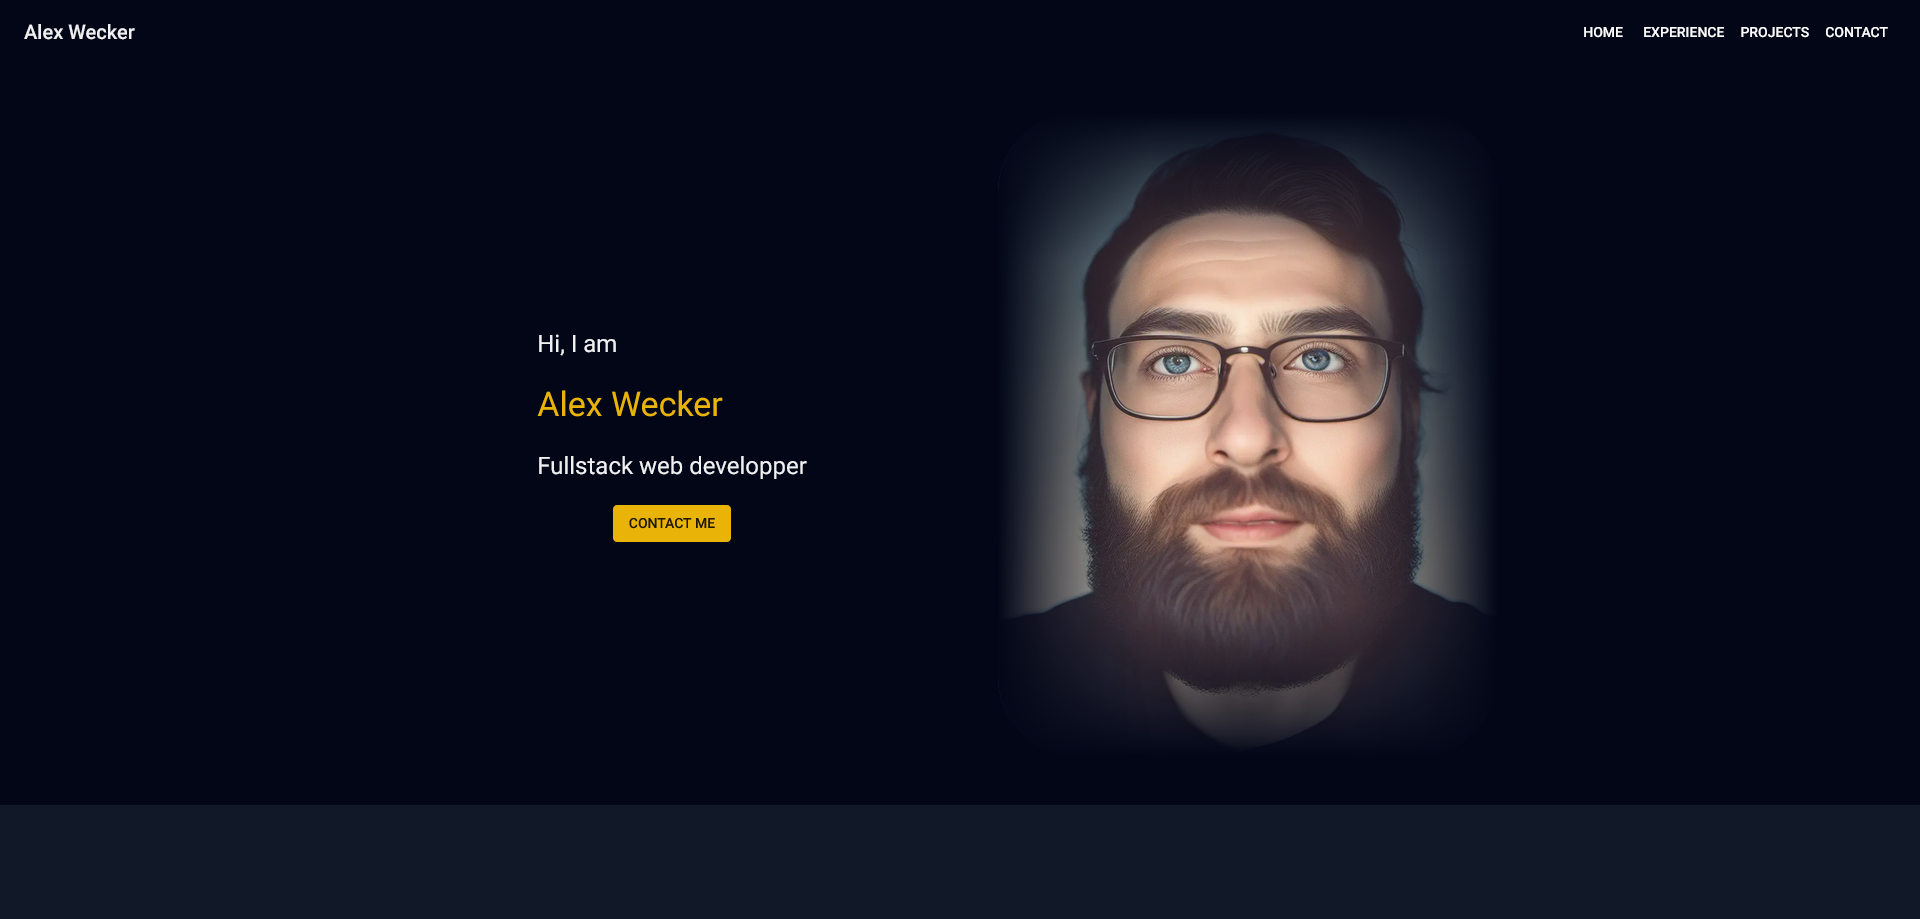 Alex Wecker
HOME EXPERIENCE PROJECTS CONTACT
Hi, I am
Alex Wecker
Fullstack web developper
CONTACT ME